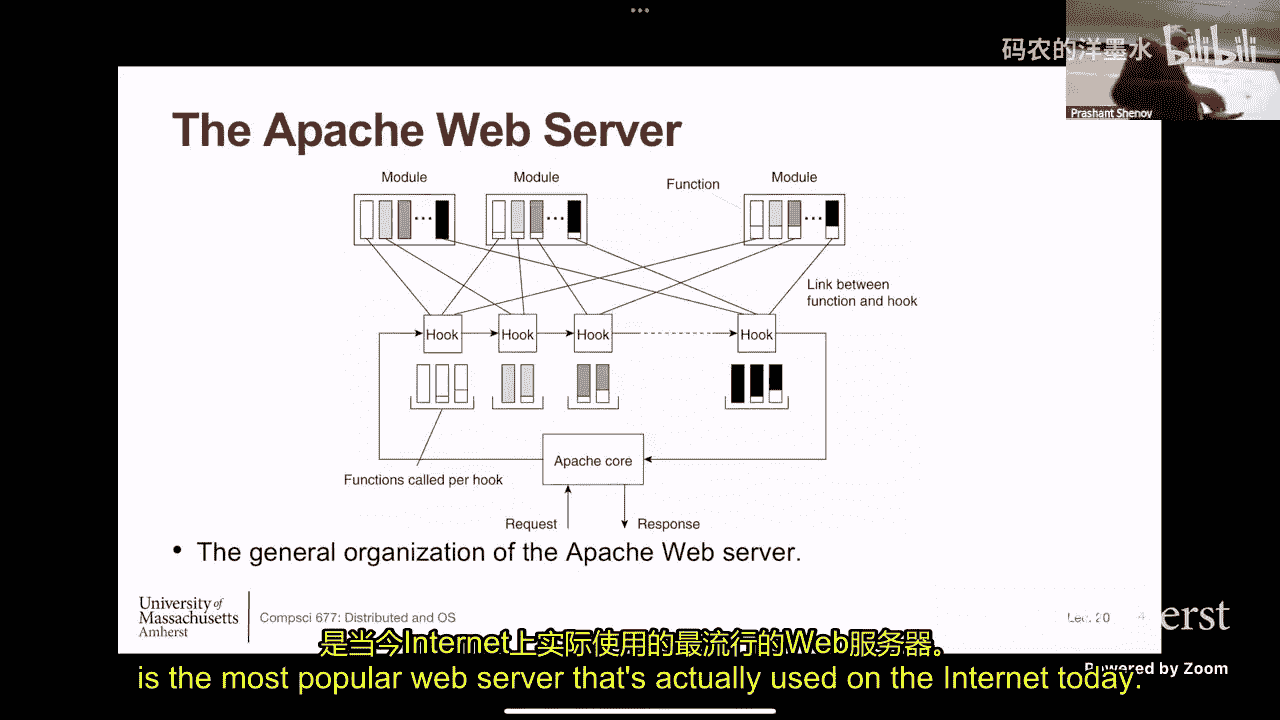 码农的洋墨水 bilibili
Prashant Shenoy
The Apache Web Server
Module
Module
Function
Module
Link between
function and hook
Hook
Hook
Hook
Hook
Apache core
Functions called per hook
Request
Response
• The general organization of the Apache Web server.
University of
Massachusetts
Amherst
Compsci 677: Distributed and OS
Lec. 20
4
erst
是当今Internet上实际使用的最流行的Web服务器。
Powered by Zoom
is the most popular web server that's actually used on the Internet today.